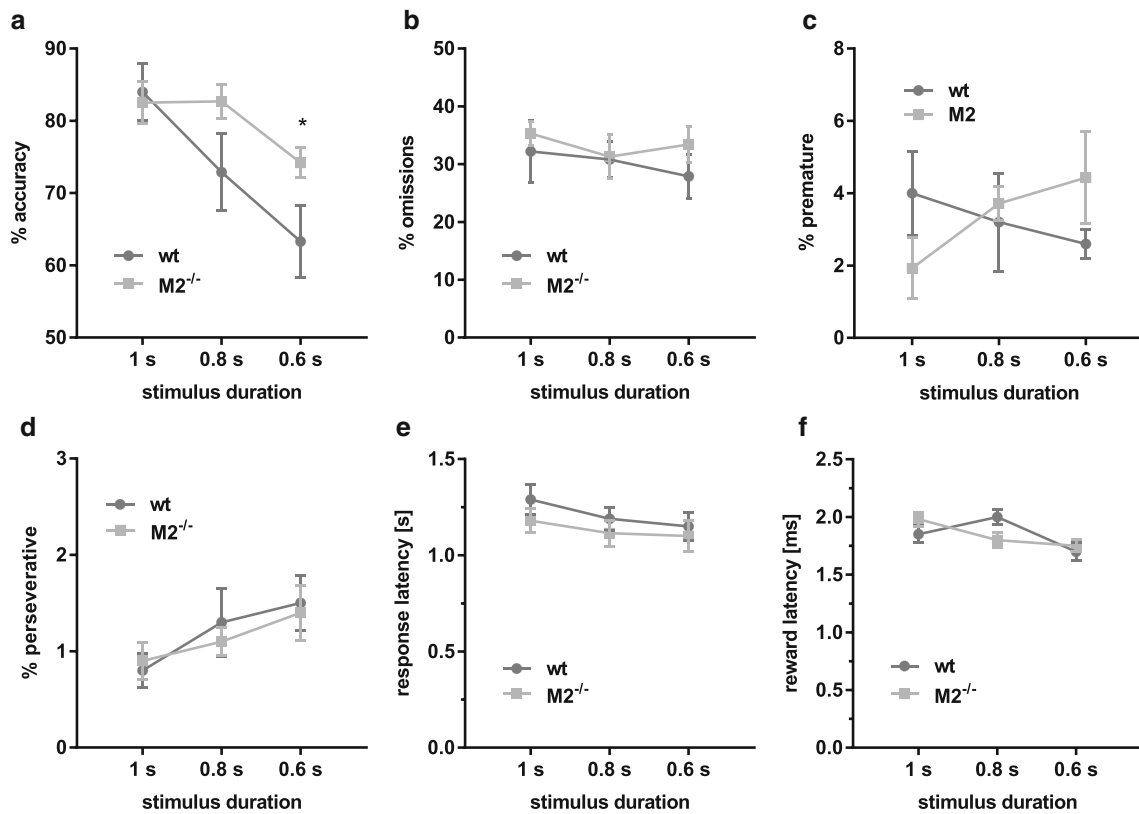 a
90
80
70
60
50
% accuracy
*
wt
M2-/-
1 s 0.8 s 0.6 s
stimulus duration
b
50
40
30
20
10
0
% omissions
wt
M2-/-
1 s 0.8 s 0.6 s
stimulus duration
c
8
6
4
2
0
% premature
wt
M2
1 s 0.8 s 0.6 s
stimulus duration
d
3
2
1
0
% perseverative
wt
M2-/-
1 s 0.8 s 0.6 s
stimulus duration
e
1.5
1.0
0.5
0.0
response latency [s]
wt
M2-/-
1 s 0.8 s 0.6 s
stimulus duration
f
2.5
2.0
1.5
1.0
0.5
0.0
reward latency [ms]
wt
M2-/-
1 s 0.8 s 0.6 s
stimulus duration